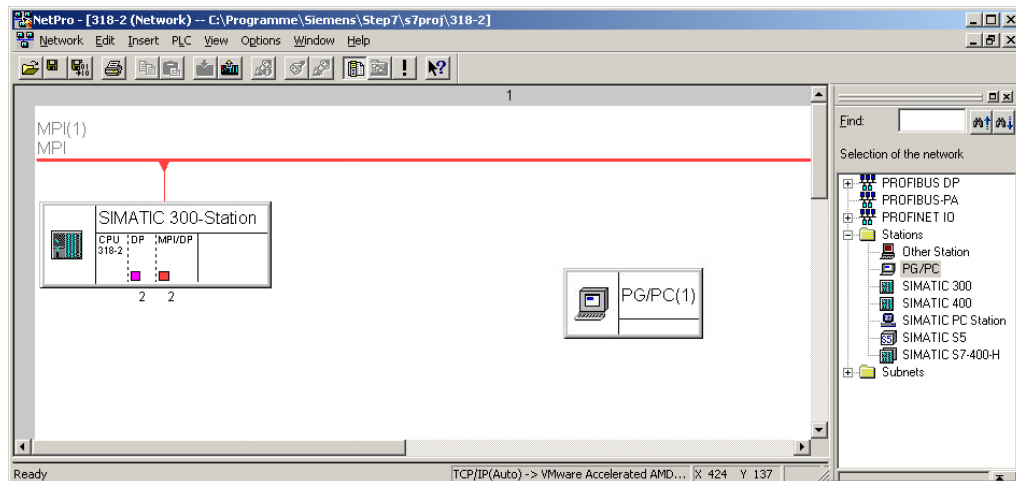 NetPro - [318-2 (Network) -- C:\Programme\Siemens\Step7\s7proj\318-2]
Network Edit Insert PLC View Options Window Help
1
MPI(1)
MPI
SIMATIC 300-Station
CPU 318-2 DP MPI/DP
2 2
PG/PC(1)
Find:
Selection of the network
PROFIBUS DP
PROFIBUS-PA
PROFINET IO
Stations
Other Station
PG/PC
SIMATIC 300
SIMATIC 400
SIMATIC PC Station
SIMATIC S5
SIMATIC S7-400-H
Subnets
Ready
TCP/IP(Auto) -> VMware Accelerated AMD... X 424 Y 137